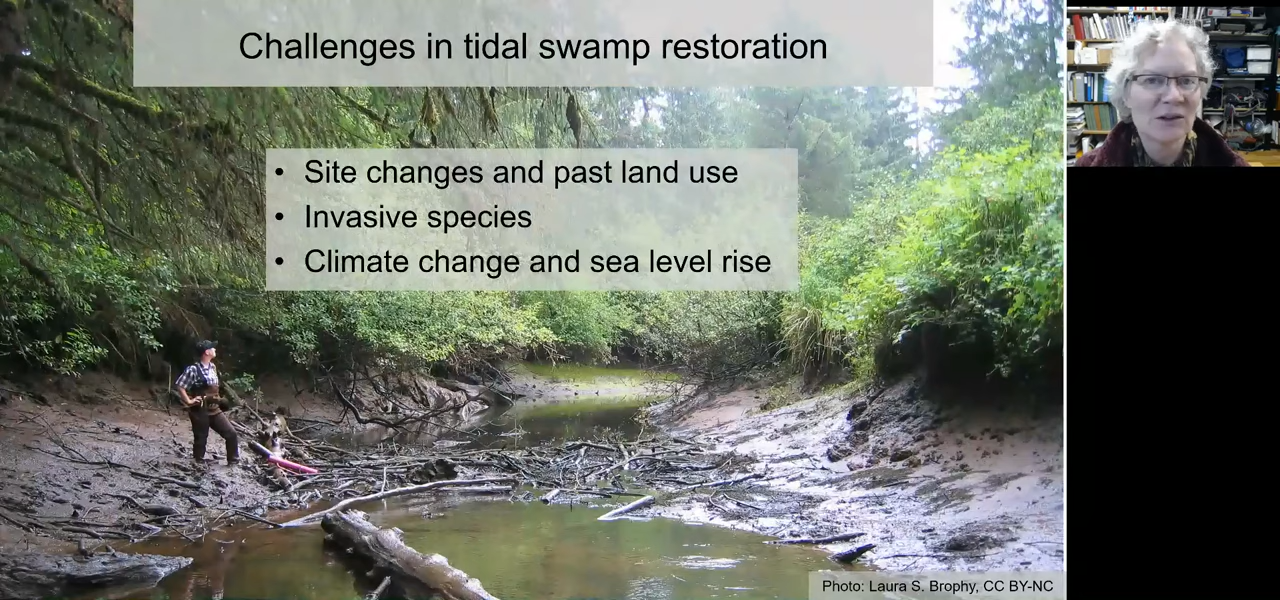 Challenges in tidal swamp restoration
• Site changes and past land use
• Invasive species
• Climate change and sea level rise
Photo: Laura S. Brophy, CC BY-NC